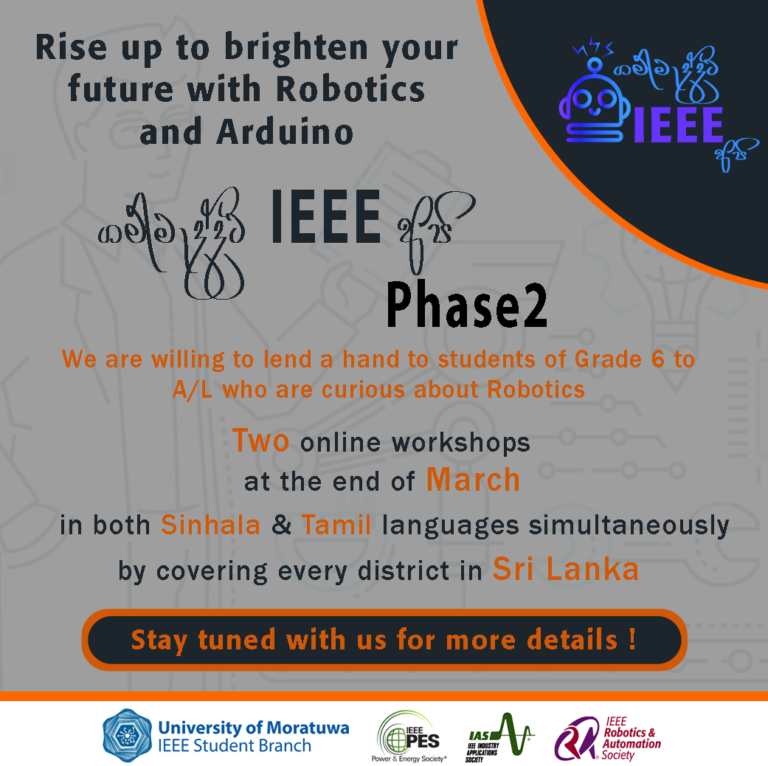 Rise up to brighten your
future with Robotics
and Arduino
IEEE
IEEE
Phase2
We are willing to lend a hand to students of Grade 6 to
A/L who are curious about Robotics
Two online workshops
at the end of March
in both Sinhala & Tamil languages simultaneously
by covering every district in Sri Lanka
Stay tuned with us for more details !
University of Moratuwa
IEEE Student Branch
IEEE
PES
Power & Energy Society®
IAS
IEEE INDUSTRY
APPLICATIONS
SOCIETY
IEEE
Robotics &
Automation
Society